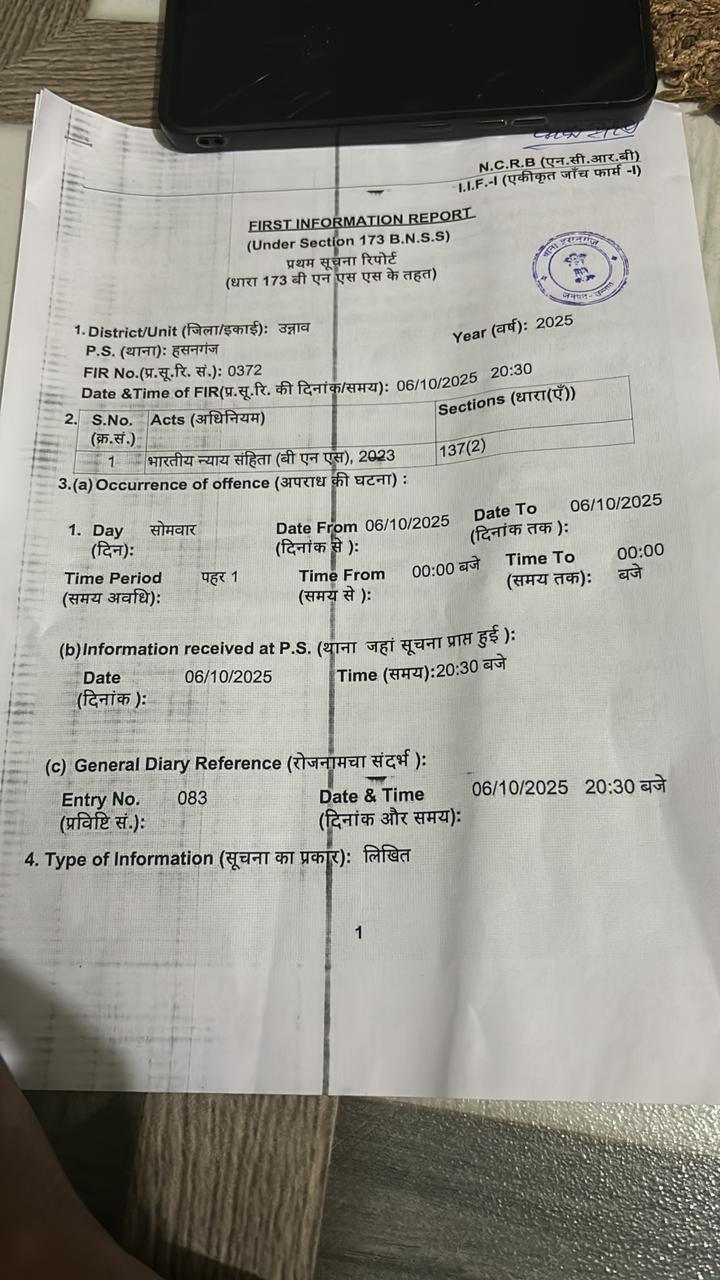 N.C.R.B (एन.सी.आर.बी)
I.I.F.-I (एकीकृत जाँच फार्म -I)
FIRST INFORMATION REPORT
(Under Section 173 B.N.S.S)
प्रथम सूचना रिपोर्ट
(धारा 173 बी एन एस एस के तहत)
थाना हसनगंज
जनपद-उन्नाव
1. District/Unit (जिला/इकाई): उन्नाव Year (वर्ष): 2025
P.S. (थाना): हसनगंज
FIR No.(प्र.सू.रि. सं.): 0372
Date &Time of FIR(प्र.सू.रि. की दिनांक/समय): 06/10/2025 20:30
2. S.No. Acts (अधिनियम) Sections (धारा(एँ))
(क्र.सं.)
1 भारतीय न्याय संहिता (बी एन एस), 2023 137(2)
3.(a) Occurrence of offence (अपराध की घटना) :
1. Day सोमवार Date From 06/10/2025 Date To 06/10/2025
(दिन): (दिनांक से ): (दिनांक तक ):
Time Period पहर 1 Time From 00:00 बजे Time To 00:00
(समय अवधि): (समय से ): (समय तक): बजे
(b)Information received at P.S. (थाना जहां सूचना प्राप्त हुई ):
Date 06/10/2025 Time (समय):20:30 बजे
(दिनांक ):
(c) General Diary Reference (रोजनामचा संदर्भ ):
Entry No. 083 Date & Time 06/10/2025 20:30 बजे
(प्रविष्टि सं.): (दिनांक और समय):
4. Type of Information (सूचना का प्रकार): लिखित
1